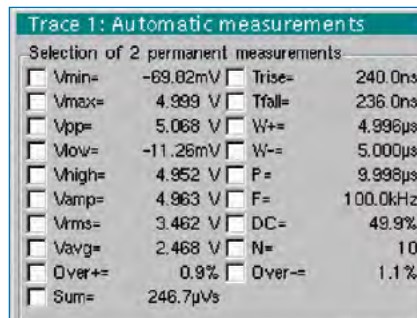 Trace 1: Automatic measurements
Selection of 2 permanent measurements
Vmin= -69.82mV Trise= 240.0ns
Vmax= 4.999 V Tfall= 236.0ns
Vpp= 5.068 V W+= 4.996µs
Vlow= -11.26mV W-= 5.000µs
Vhigh= 4.952 V P= 9.998µs
Vamp= 4.963 V F= 100.0kHz
Vrms= 3.462 V DC= 49.9%
Vavg= 2.468 V N= 10
Over+= 0.9% Over-= 1.1%
Sum= 246.7µVs